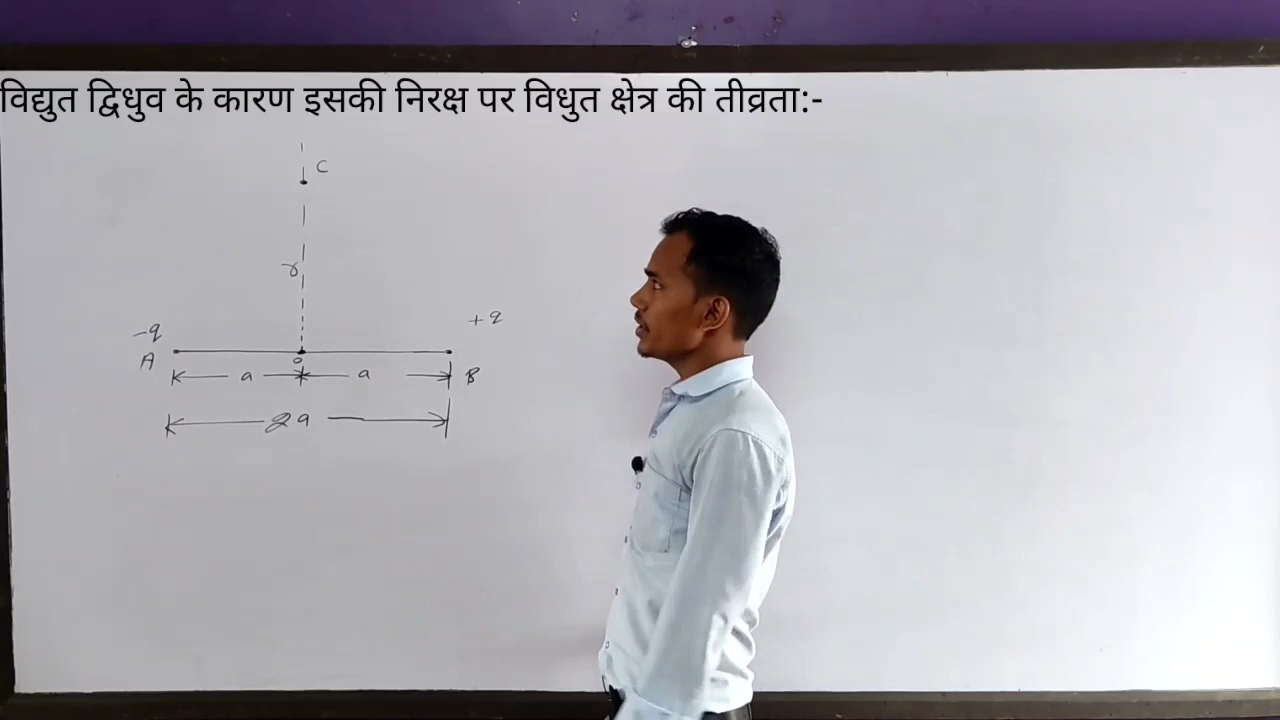 विद्युत द्विधुव के कारण इसकी निरक्ष पर विधुत क्षेत्र की तीव्रता:-
C
r
-q
+q
A
o
B
a
a
2a